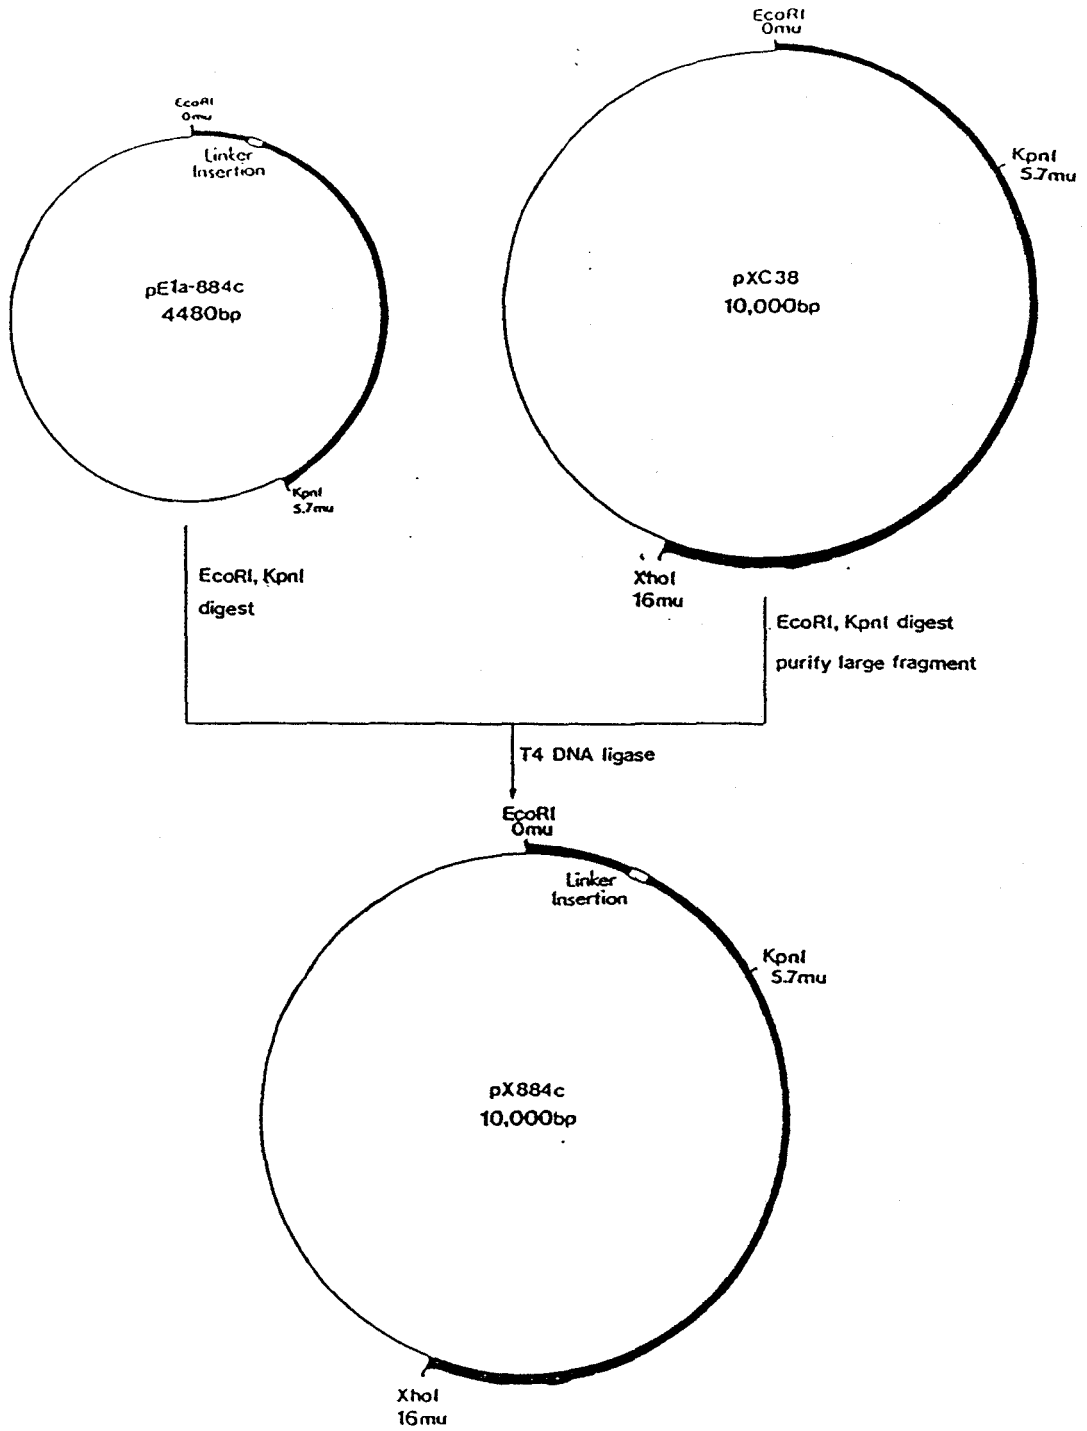 EcoRI
0mu
Linker
Insertion
pE1a-884c
4480bp
KpnI
5.7mu
EcoRI
0mu
KpnI
5.7mu
pXC38
10,000bp
XhoI
16mu
EcoRI, KpnI
digest
EcoRI, KpnI digest
purify large fragment
T4 DNA ligase
EcoRI
0mu
Linker
Insertion
KpnI
5.7mu
pX884c
10,000bp
XhoI
16mu